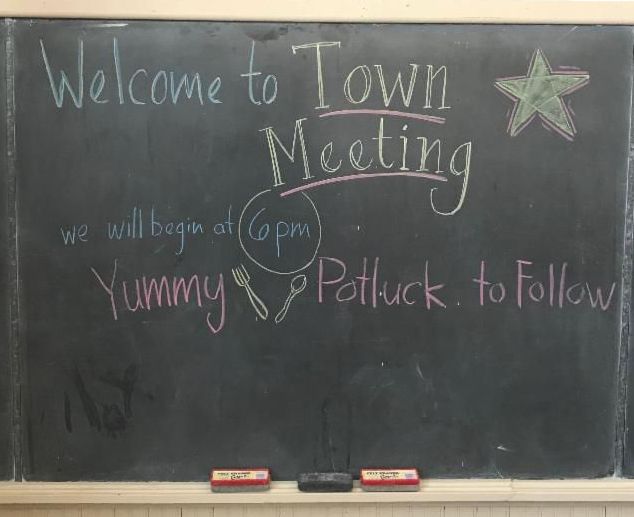 Welcome to Town
Meeting
we will begin at 6pm
Yummy Potluck to Follow